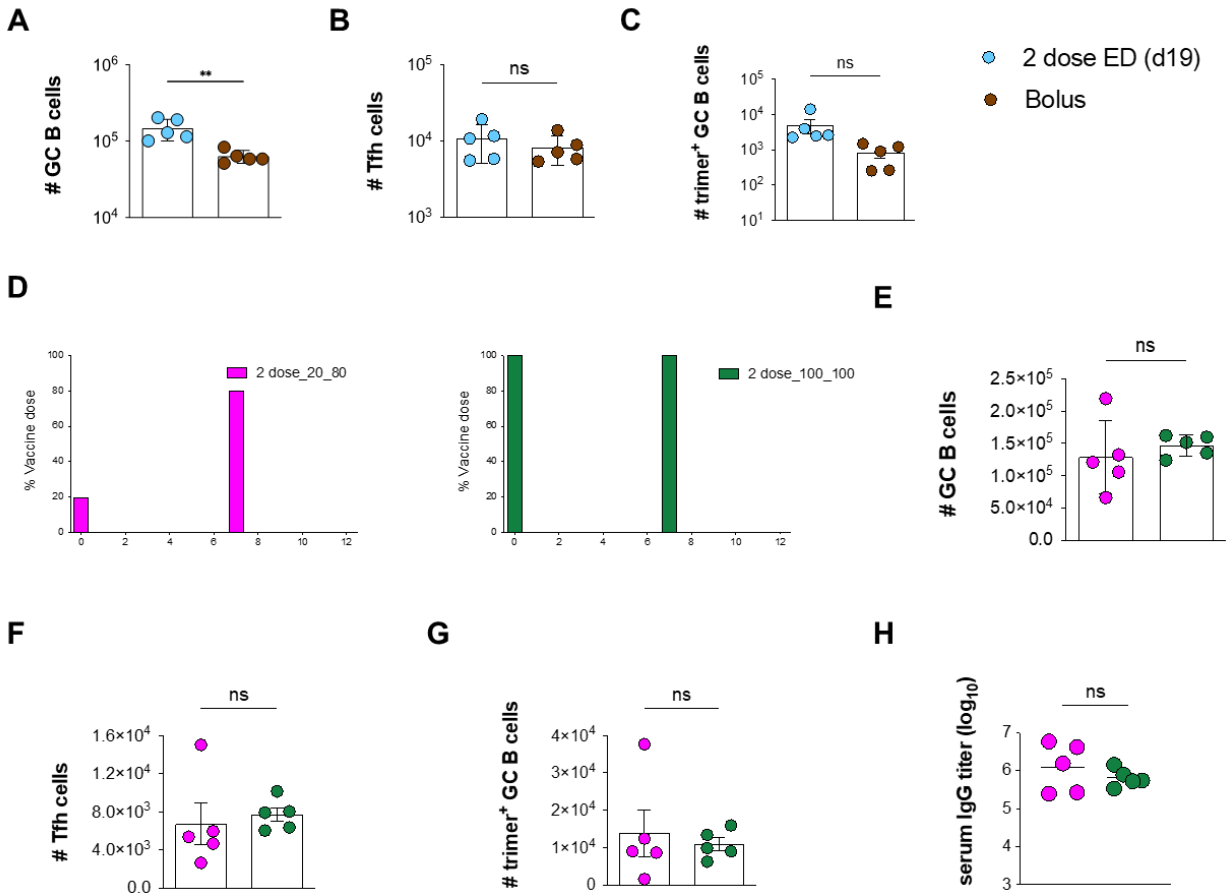 A
# GC B cells
10⁶
10⁵
10⁴
**
B
# Tfh cells
10⁵
10⁴
10³
ns
C
# trimer⁺ GC B cells
10⁵
10⁴
10³
10²
10¹
ns
2 dose ED (d19)
Bolus
D
% Vaccine dose
100
80
60
40
20
0
0 2 4 6 8 10 12
2 dose_20_80
% Vaccine dose
100
80
60
40
20
0
0 2 4 6 8 10 12
2 dose_100_100
E
# GC B cells
2.5×10⁵
2.0×10⁵
1.5×10⁵
1.0×10⁵
5.0×10⁴
0.0
ns
F
# Tfh cells
1.6×10⁴
1.2×10⁴
8.0×10³
4.0×10³
0.0
ns
G
# trimer⁺ GC B cells
4×10⁴
3×10⁴
2×10⁴
1×10⁴
0
ns
H
serum IgG titer (log₁₀)
7
6
5
4
3
ns